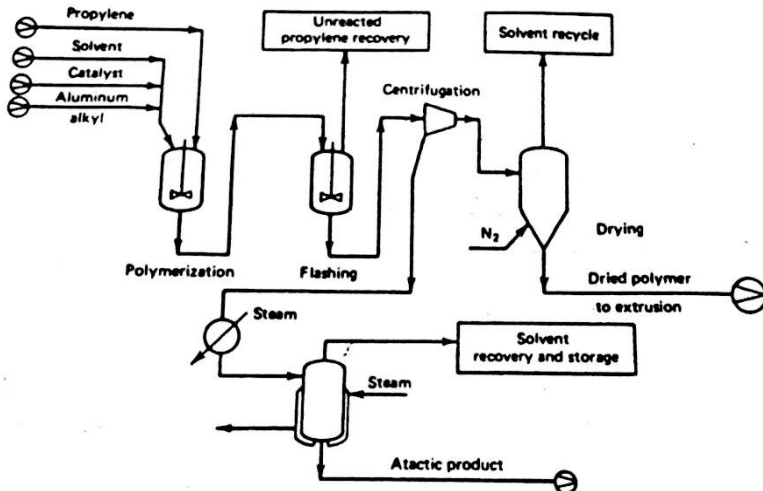 Propylene
Solvent
Catalyst
Aluminum
alkyl
Unreacted
propylene recovery
Solvent recycle
Centrifugation
Polymerization
Flashing
N2
Drying
Dried polymer
to extrusion
Steam
Solvent
recovery and storage
Steam
Atactic product